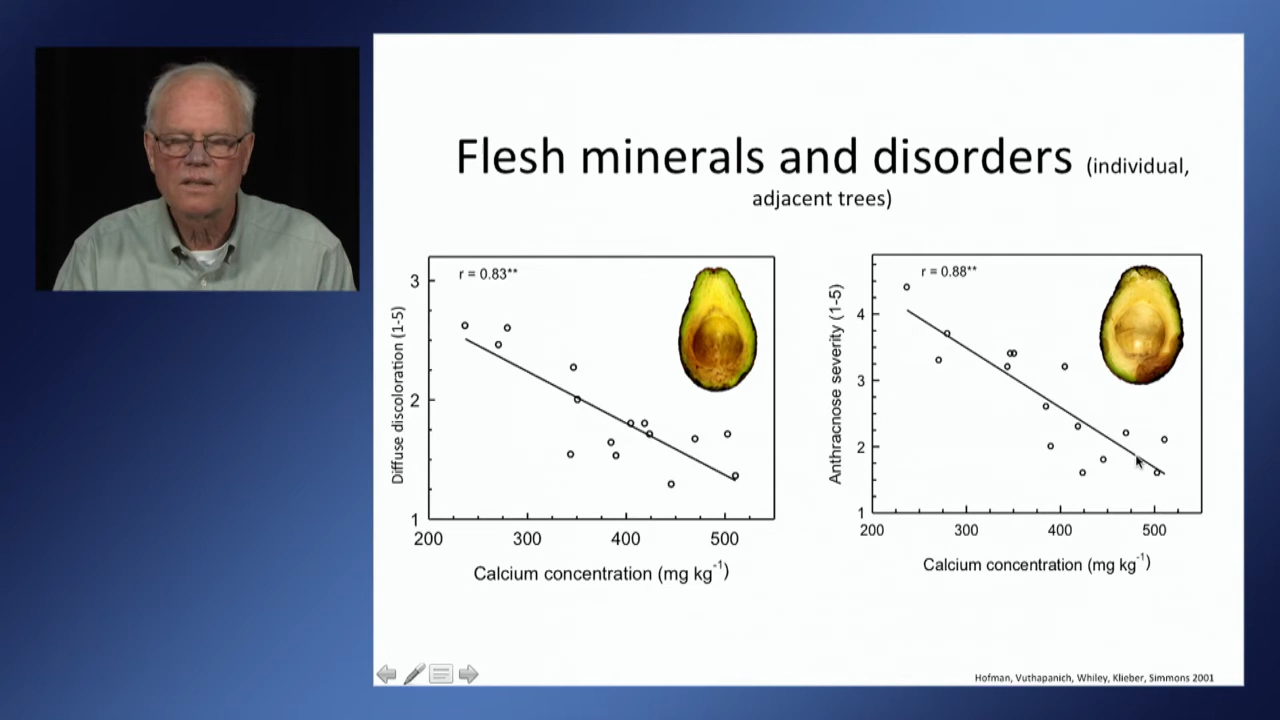 Flesh minerals and disorders (individual,
adjacent trees)
r = 0.83**
Diffuse discoloration (1-5)
3
2
1
200 300 400 500
Calcium concentration (mg kg-1)
r = 0.88**
Anthracnose severity (1-5)
4
3
2
1
200 300 400 500
Calcium concentration (mg kg-1)
Hofman, Vuthapanich, Whiley, Klieber, Simmons 2001